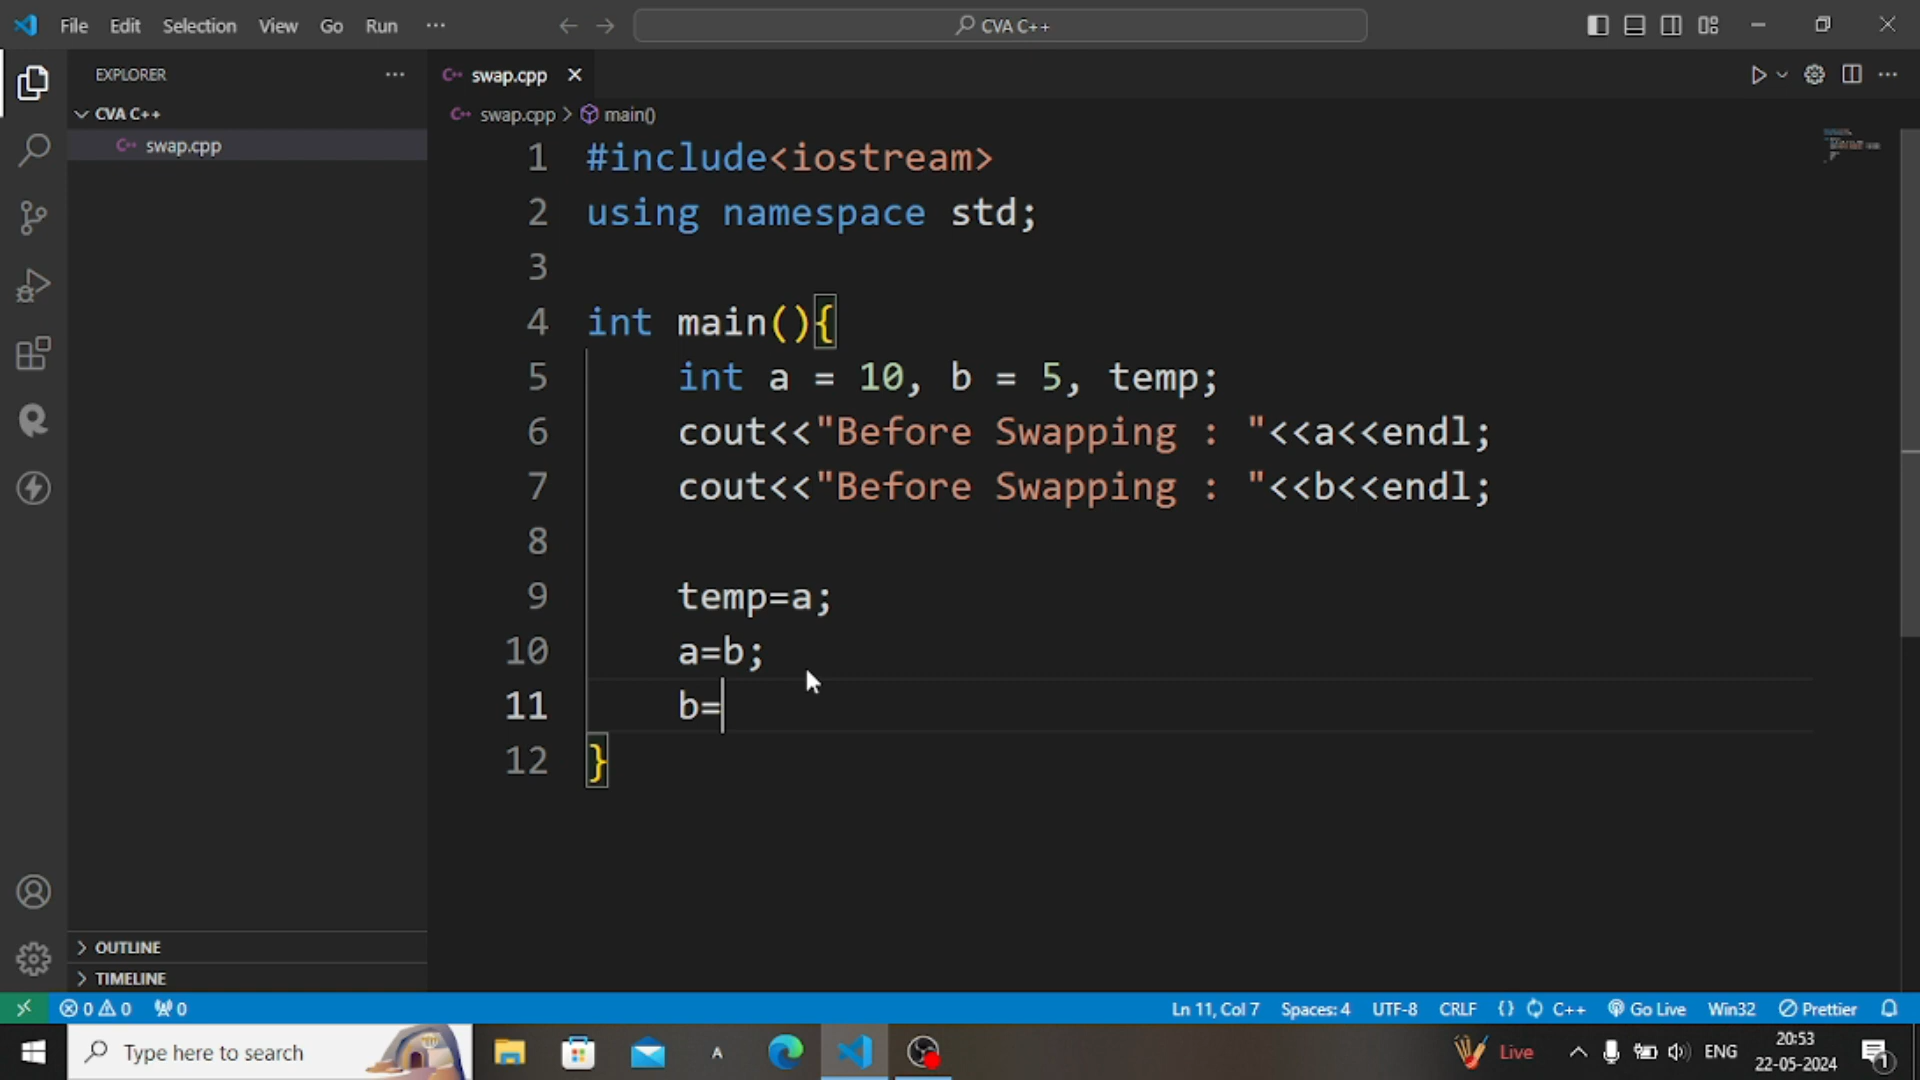 File Edit Selection View Go Run ··· CVA C++
EXPLORER ··· C++ swap.cpp
CVA C++ C++ swap.cpp > main()
C++ swap.cpp
1 #include<iostream>
2 using namespace std;
3
4 int main(){
5 int a = 10, b = 5, temp;
6 cout<<"Before Swapping : "<<a<<endl;
7 cout<<"Before Swapping : "<<b<<endl;
8
9 temp=a;
10 a=b;
11 b=
12 }
OUTLINE
TIMELINE
0 0 0 Ln 11, Col 7 Spaces: 4 UTF-8 CRLF {} C++ Go Live Win32 Prettier
Type here to search A Live ENG 20:53 1
22-05-2024